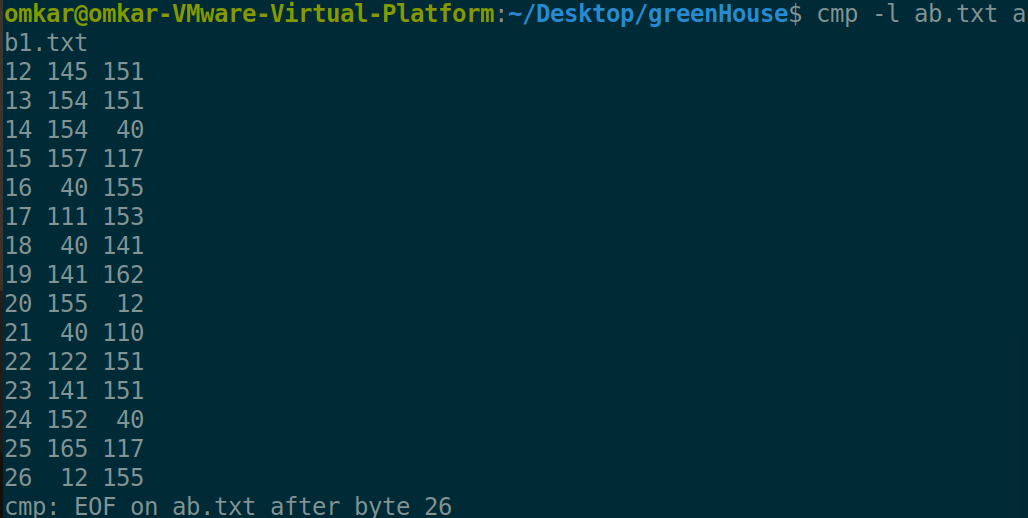 omkar@omkar-VMware-Virtual-Platform:~/Desktop/greenHouse$ cmp -l ab.txt a
b1.txt
12 145 151
13 154 151
14 154  40
15 157 117
16  40 155
17 111 153
18  40 141
19 141 162
20 155  12
21  40 110
22 122 151
23 141 151
24 152  40
25 165 117
26  12 155
cmp: EOF on ab.txt after byte 26